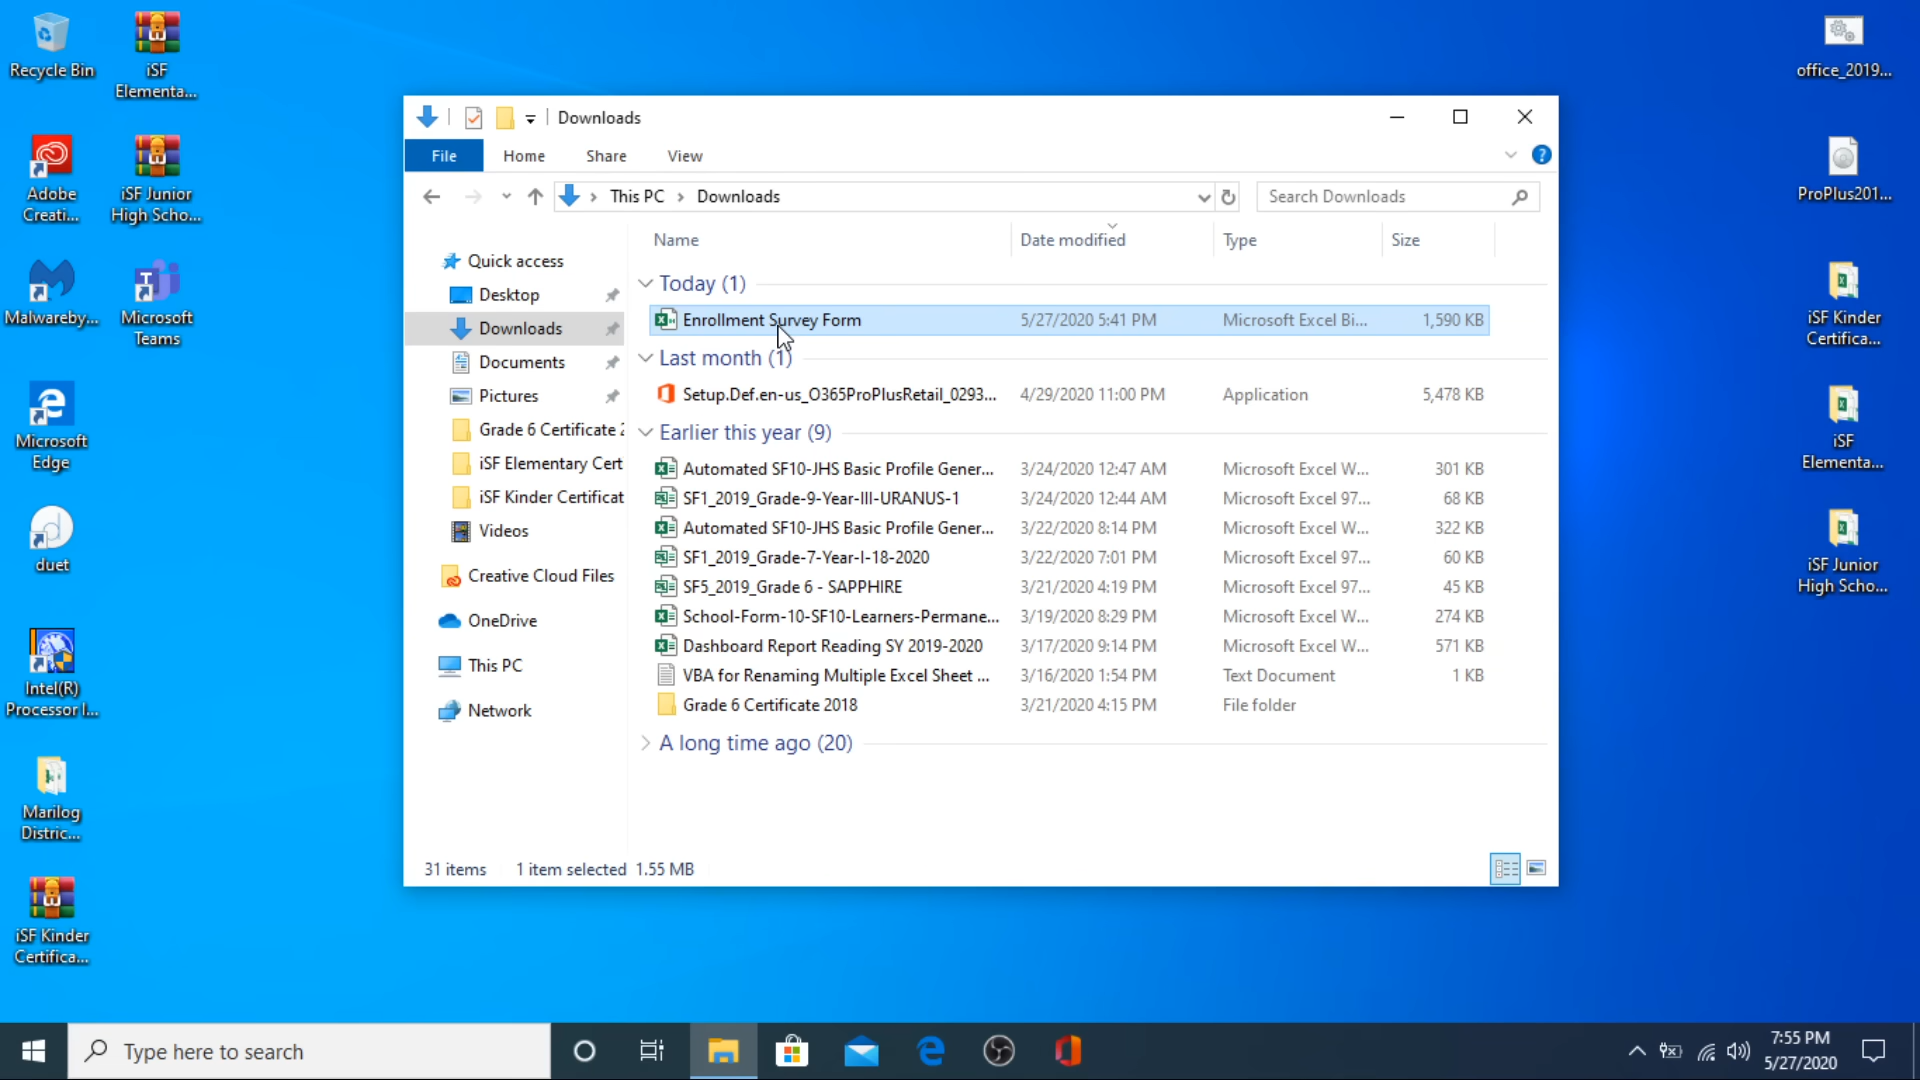 Recycle Bin
iSF
Elementa...
Adobe
Creati...
iSF Junior
High Scho...
Malwareby...
Microsoft
Teams
Microsoft
Edge
duet
Intel(R)
Processor I...
Marilog
Distric...
iSF Kinder
Certifica...
office_2019...
ProPlus201...
iSF Kinder
Certifica...
iSF
Elementa...
iSF Junior
High Scho...
Downloads
File Home Share View
This PC Downloads
Search Downloads
Quick access
Desktop
Downloads
Documents
Pictures
Grade 6 Certificate 2
iSF Elementary Cert
iSF Kinder Certificat
Videos
Creative Cloud Files
OneDrive
This PC
Network
Name Date modified Type Size
Today (1)
Enrollment Survey Form 5/27/2020 5:41 PM Microsoft Excel Bi... 1,590 KB
Last month (1)
Setup.Def.en-us_O365ProPlusRetail_0293... 4/29/2020 11:00 PM Application 5,478 KB
Earlier this year (9)
Automated SF10-JHS Basic Profile Gener... 3/24/2020 12:47 AM Microsoft Excel W... 301 KB
SF1_2019_Grade-9-Year-III-URANUS-1 3/24/2020 12:44 AM Microsoft Excel 97... 68 KB
Automated SF10-JHS Basic Profile Gener... 3/22/2020 8:14 PM Microsoft Excel W... 322 KB
SF1_2019_Grade-7-Year-I-18-2020 3/22/2020 7:01 PM Microsoft Excel 97... 60 KB
SF5_2019_Grade 6 - SAPPHIRE 3/21/2020 4:19 PM Microsoft Excel 97... 45 KB
School-Form-10-SF10-Learners-Permane... 3/19/2020 8:29 PM Microsoft Excel W... 274 KB
Dashboard Report Reading SY 2019-2020 3/17/2020 9:14 PM Microsoft Excel W... 571 KB
VBA for Renaming Multiple Excel Sheet ... 3/16/2020 1:54 PM Text Document 1 KB
Grade 6 Certificate 2018 3/21/2020 4:15 PM File folder
A long time ago (20)
31 items 1 item selected 1.55 MB
Type here to search
7:55 PM
5/27/2020